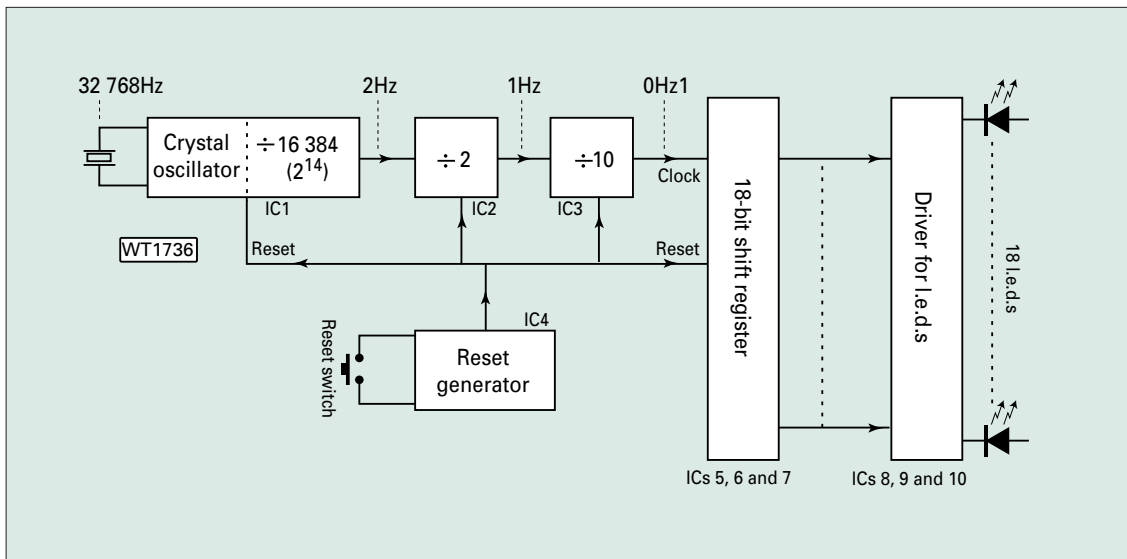 32 768Hz
2Hz
1Hz
0Hz1
Crystal
oscillator
÷ 16 384
(2¹⁴)
÷ 2
÷10
Clock
IC1
IC2
IC3
WT1736
Reset
Reset
18-bit shift
register
Driver for l.e.d.s
18 l.e.d.s
IC4
Reset switch
Reset
generator
ICs 5, 6 and 7
ICs 8, 9 and 10